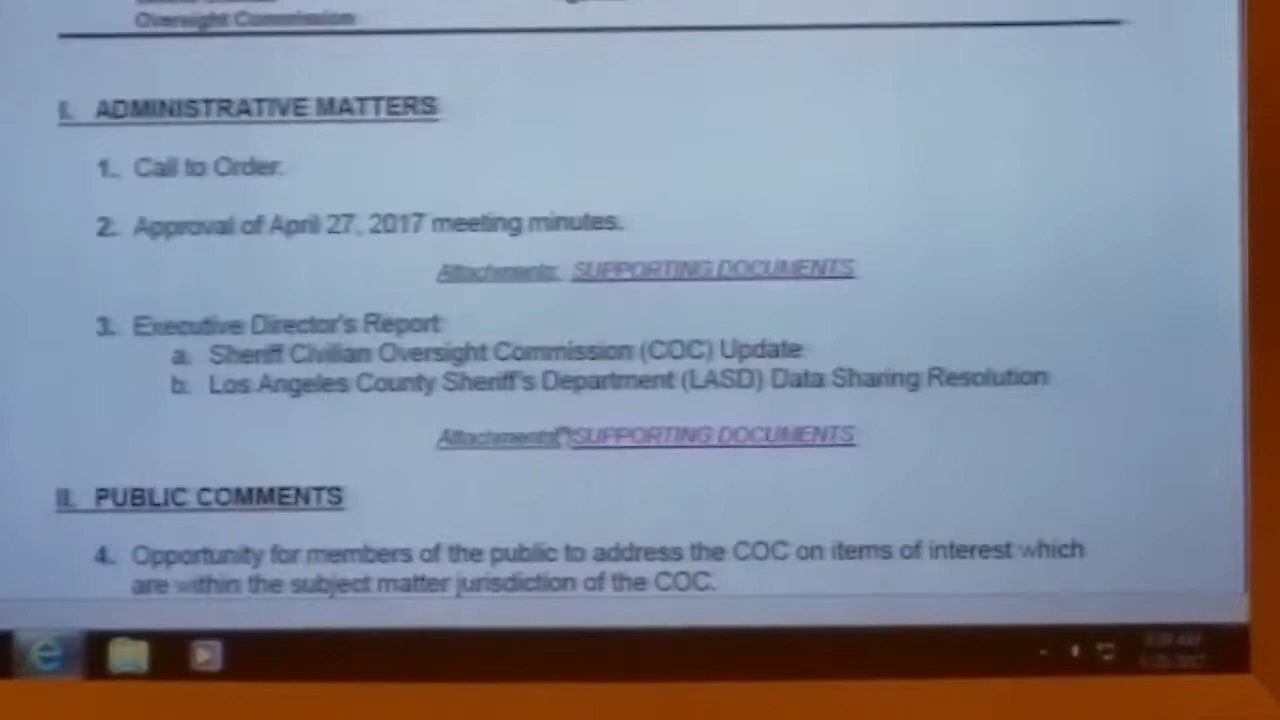 Oversight Commission
I. ADMINISTRATIVE MATTERS
1. Call to Order.
2. Approval of April 27, 2017 meeting minutes.
Attachments: SUPPORTING DOCUMENTS
3. Executive Director's Report
a. Sheriff Civilian Oversight Commission (COC) Update
b. Los Angeles County Sheriff's Department (LASD) Data Sharing Resolution
Attachments: SUPPORTING DOCUMENTS
II. PUBLIC COMMENTS
4. Opportunity for members of the public to address the COC on items of interest which
are within the subject matter jurisdiction of the COC.